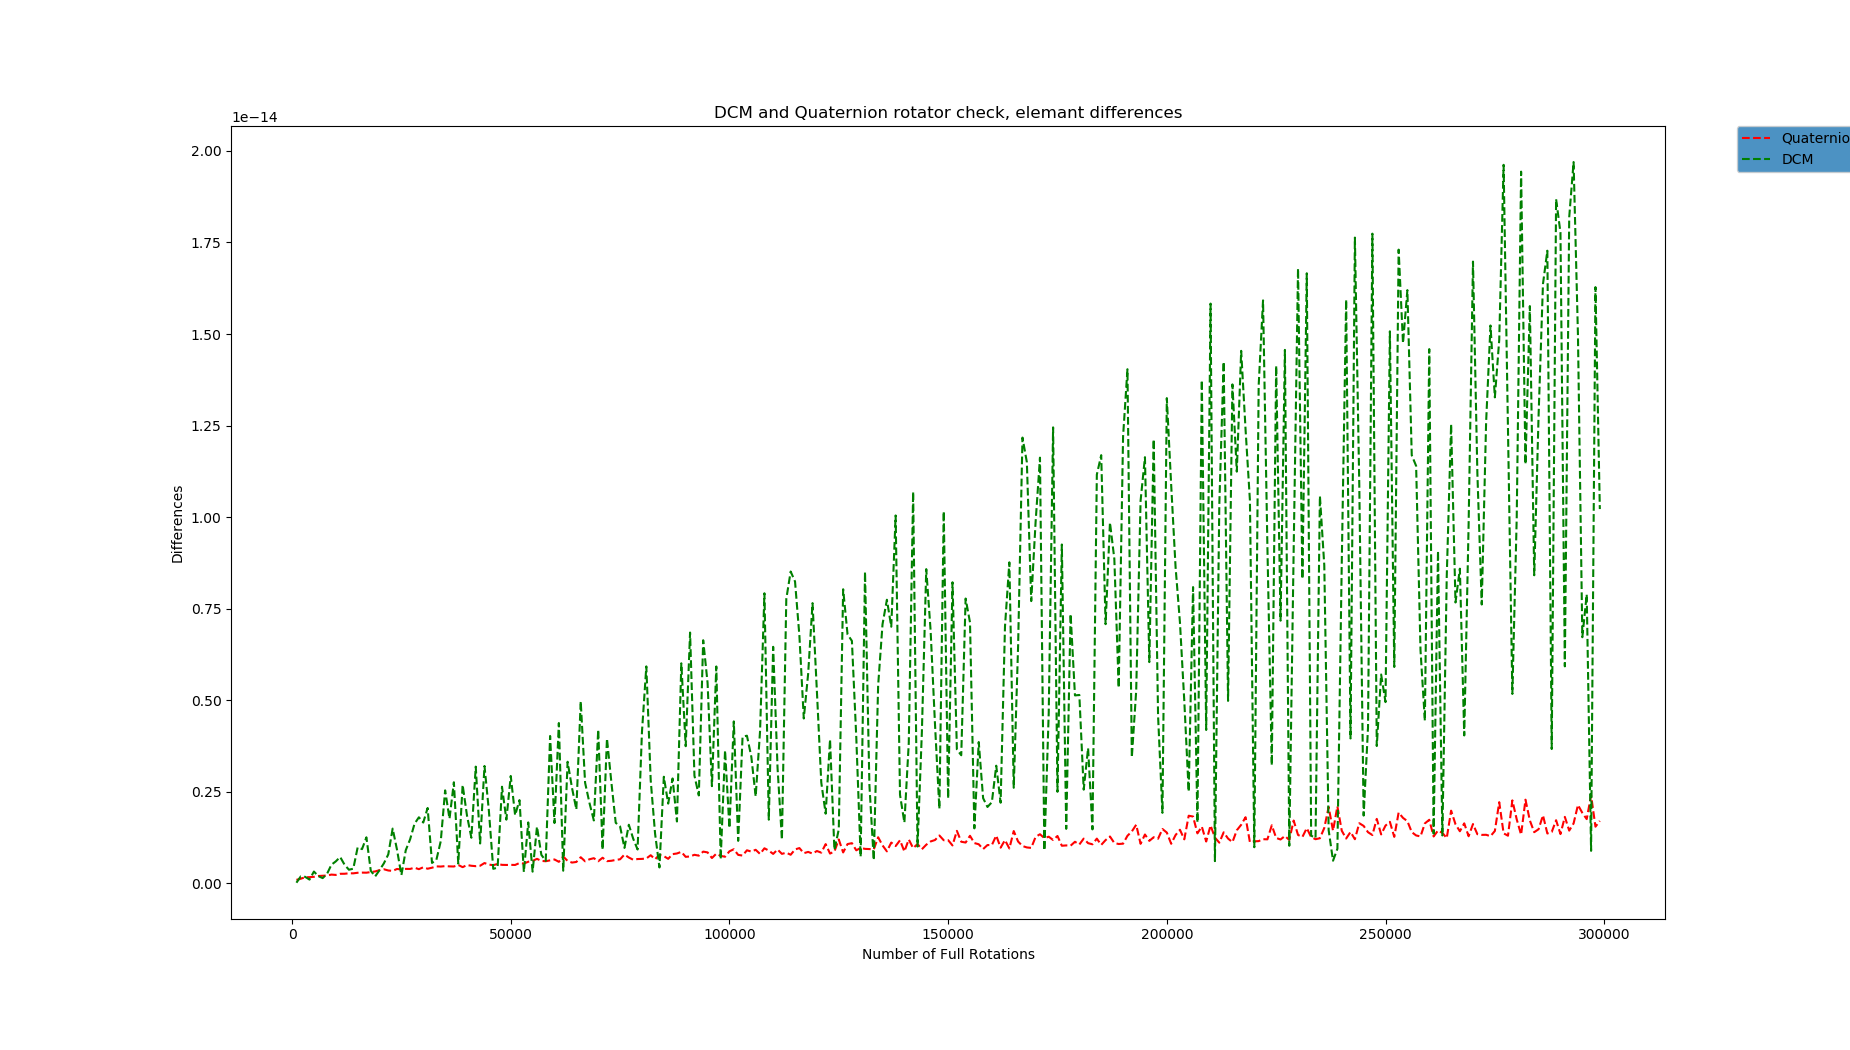 DCM and Quaternion rotator check, elemant differences
1e−14
2.00
1.75
1.50
1.25
1.00
0.75
0.50
0.25
0.00
Differences
0
50000
100000
150000
200000
250000
300000
Number of Full Rotations
Quaternio
DCM